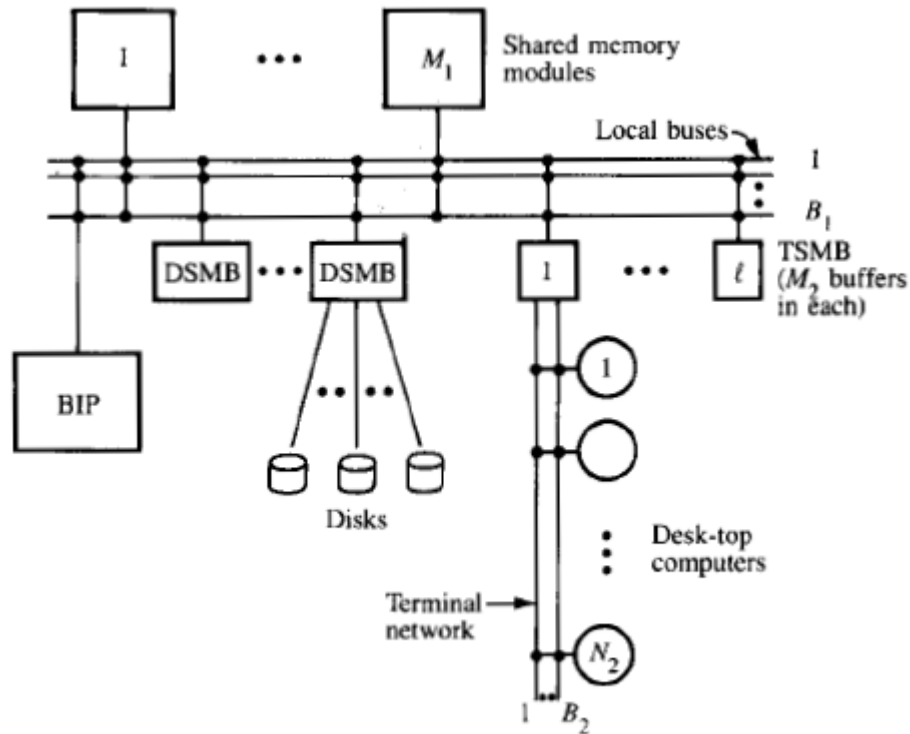 1
M₁
Shared memory
modules
Local buses
1
B₁
DSMB
DSMB
1
ℓ
TSMB
(M₂ buffers
in each)
BIP
1
Disks
Desk-top
computers
Terminal
network
N₂
1 B₂